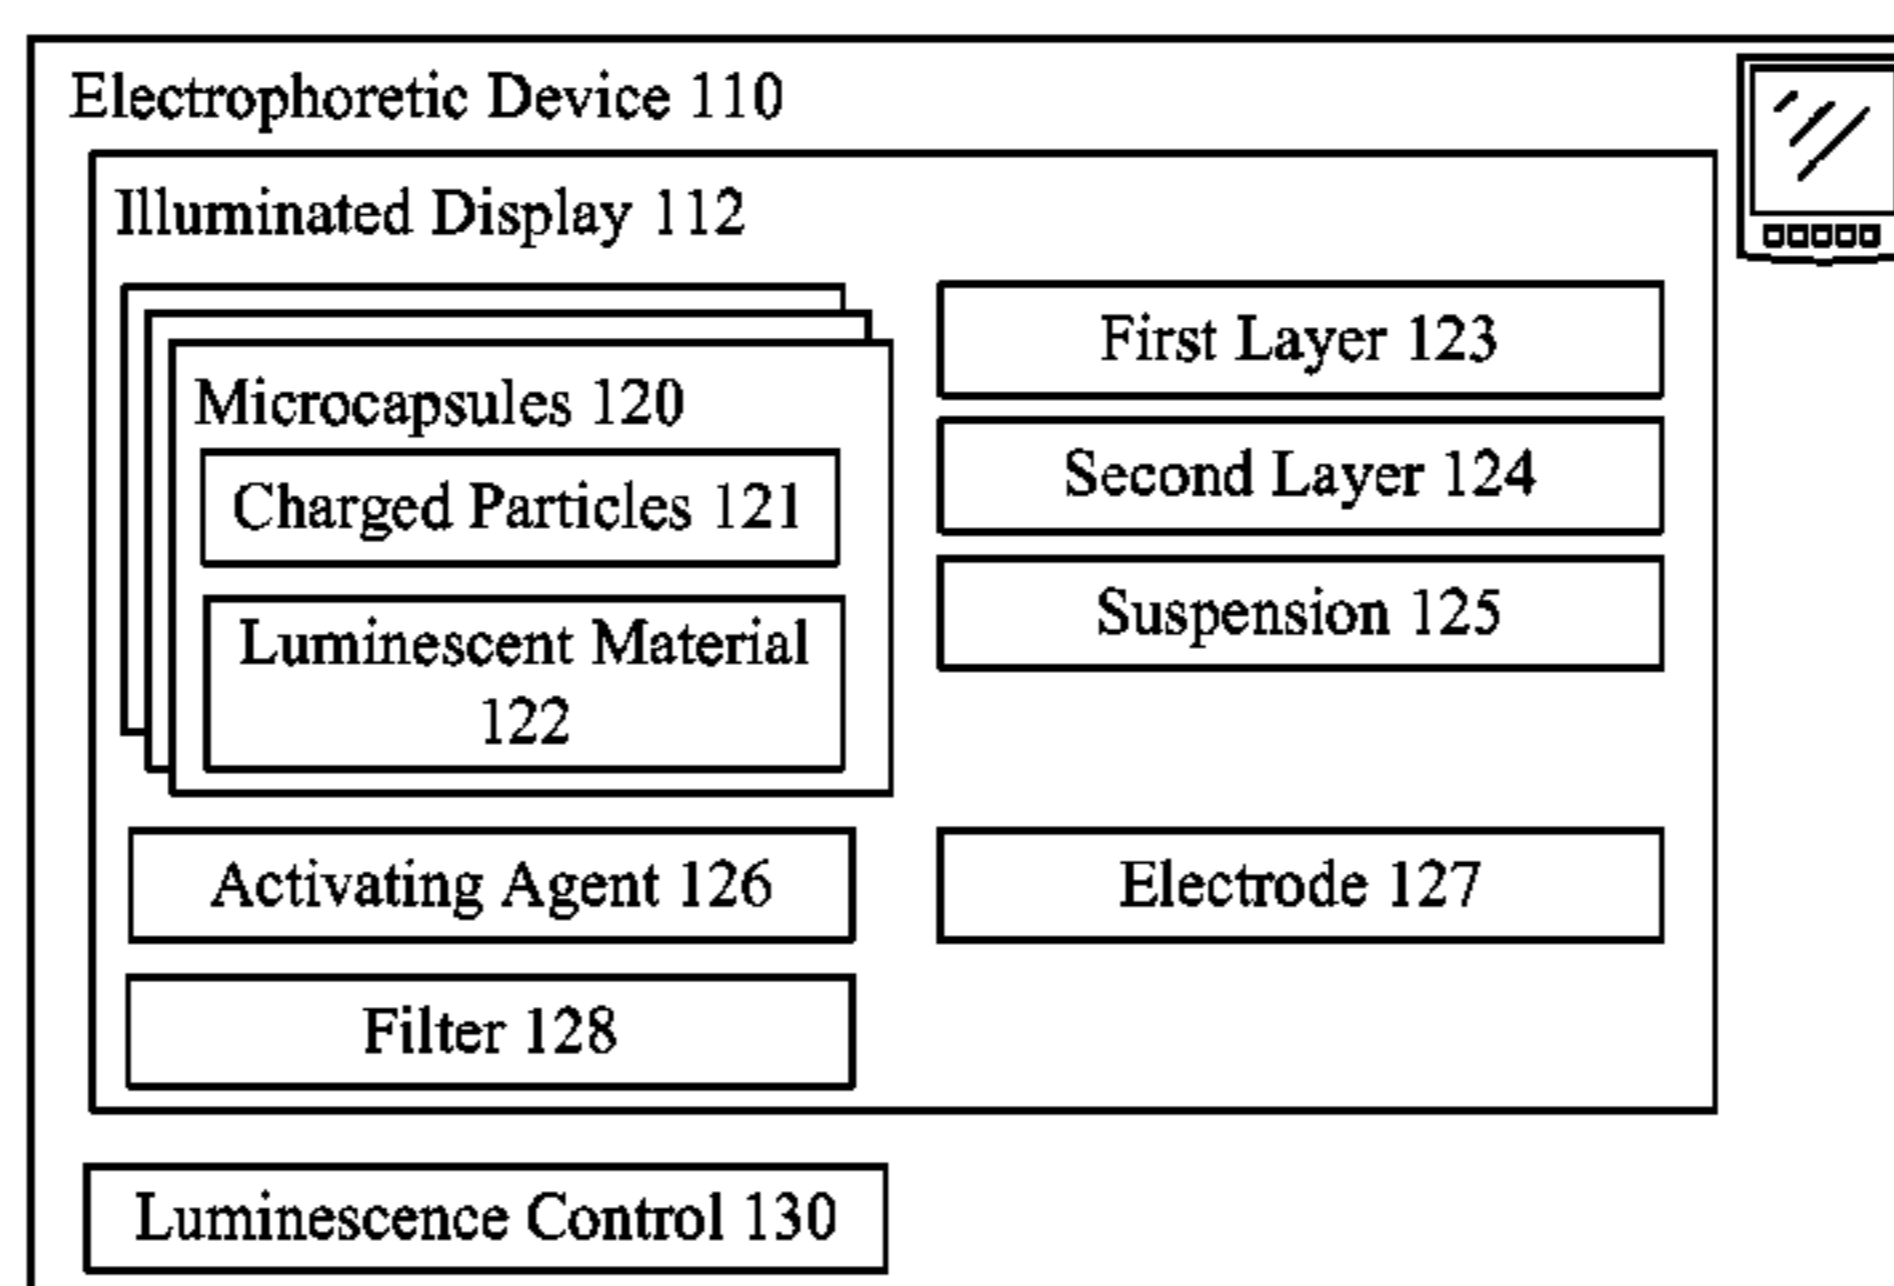 Electrophoretic Device 110
Illuminated Display 112
Microcapsules 120
Charged Particles 121
Luminescent Material
122
First Layer 123
Second Layer 124
Suspension 125
Activating Agent 126
Electrode 127
Filter 128
Luminescence Control 130